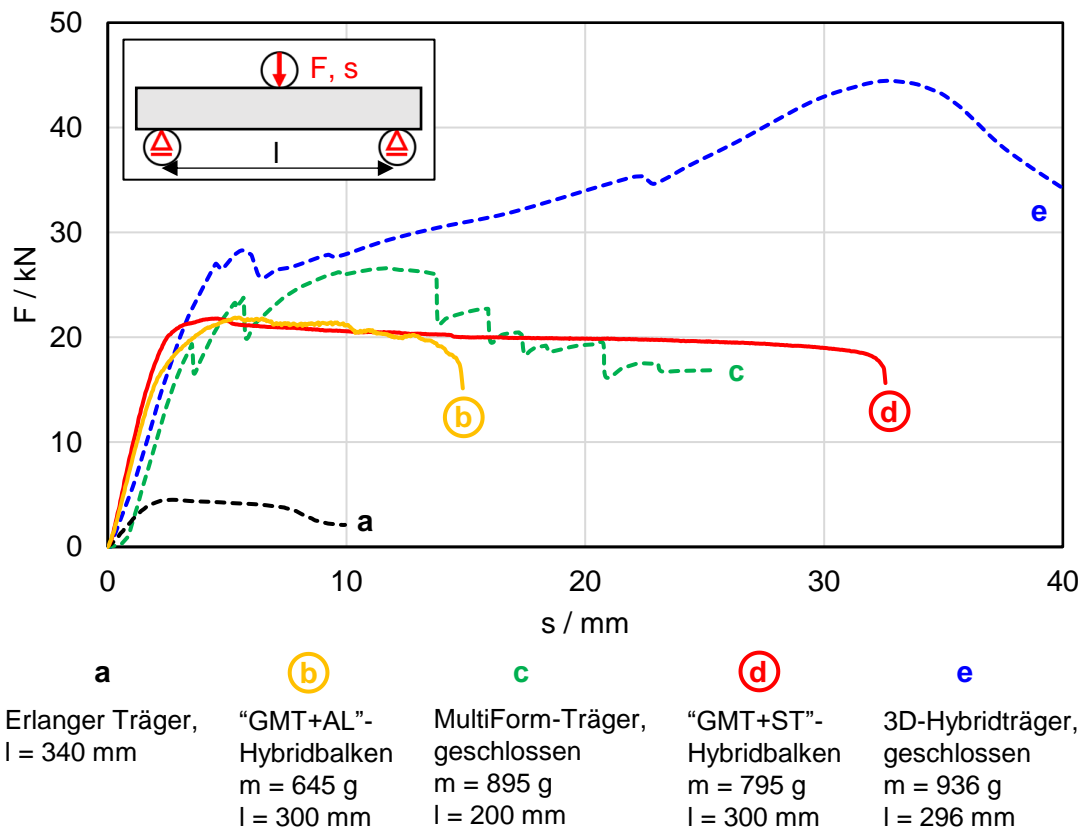 50
40
30
20
10
0
F / kN
F, s
l
e
c
b
d
a
0
10
20
30
40
s / mm
a
b
c
d
e
Erlanger Träger,
l = 340 mm
“GMT+AL”-
Hybridbalken
m = 645 g
l = 300 mm
MultiForm-Träger,
geschlossen
m = 895 g
l = 200 mm
“GMT+ST”-
Hybridbalken
m = 795 g
l = 300 mm
3D-Hybridträger,
geschlossen
m = 936 g
l = 296 mm